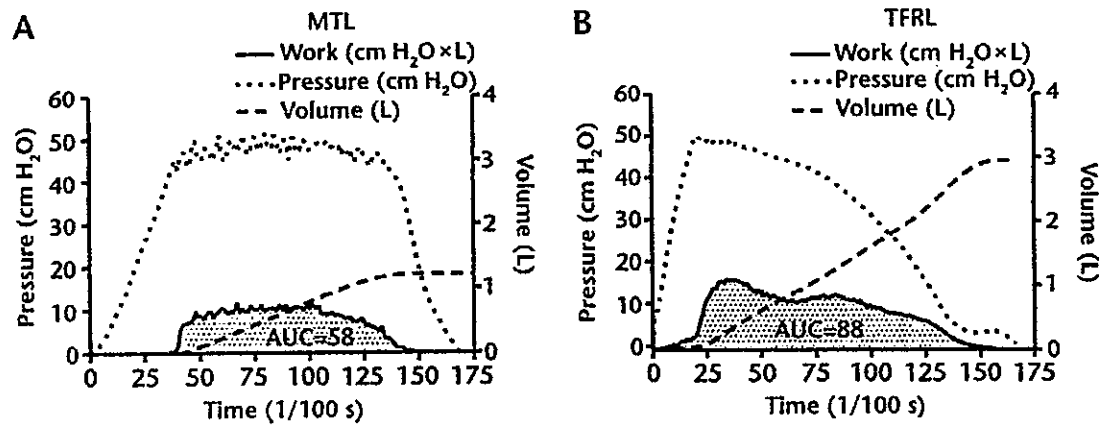 A
MTL
Work (cm H₂O×L)
Pressure (cm H₂O)
Volume (L)
60
50
40
30
20
10
0
Pressure (cm H₂O)
4
3
2
1
0
Volume (L)
AUC=58
0 25 50 75 100 125 150 175
Time (1/100 s)
B
TFRL
Work (cm H₂O×L)
Pressure (cm H₂O)
Volume (L)
60
50
40
30
20
10
0
Pressure (cm H₂O)
4
3
2
1
0
Volume (L)
AUC=88
0 25 50 75 100 125 150 175
Time (1/100 s)